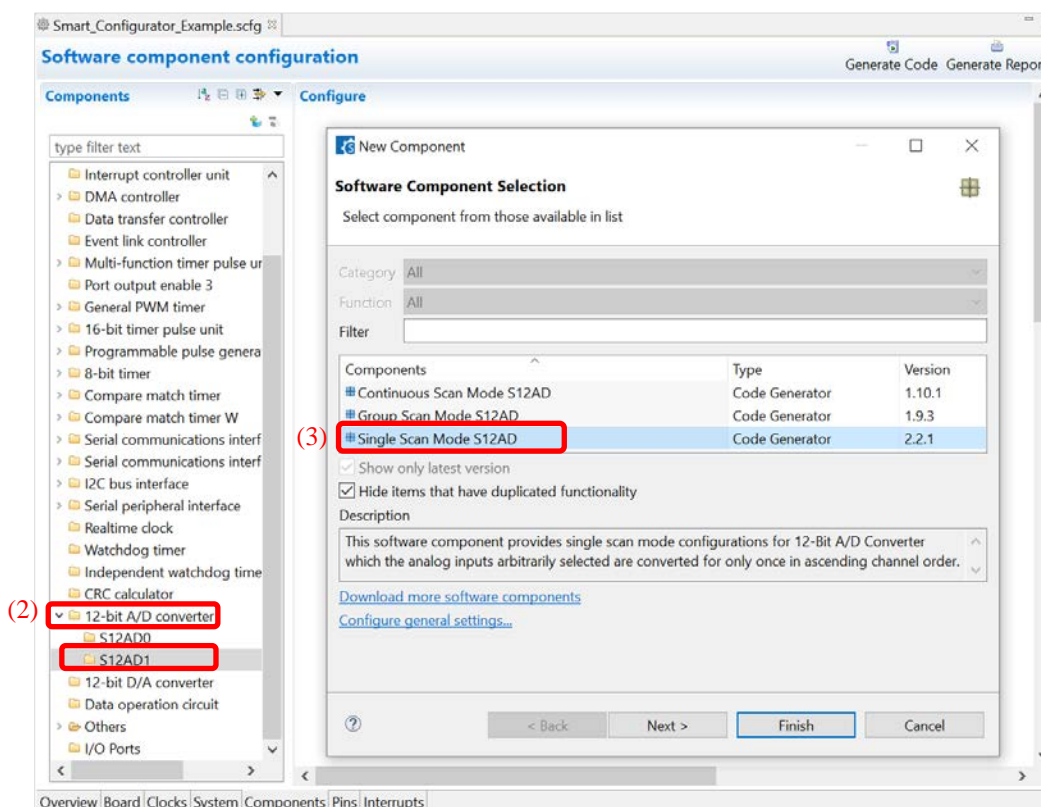 Smart_Configurator_Example.scfg
Software component configuration
Generate Code Generate Repor
Components
Configure
type filter text
Interrupt controller unit
DMA controller
Data transfer controller
Event link controller
Multi-function timer pulse ur
Port output enable 3
General PWM timer
16-bit timer pulse unit
Programmable pulse genera
8-bit timer
Compare match timer
Compare match timer W
Serial communications interf
Serial communications interf
I2C bus interface
Serial peripheral interface
Realtime clock
Watchdog timer
Independent watchdog time
CRC calculator
(2)
12-bit A/D converter
S12AD0
S12AD1
12-bit D/A converter
Data operation circuit
Others
I/O Ports
New Component
Software Component Selection
Select component from those available in list
Category All
Function All
Filter
Components Type Version
Continuous Scan Mode S12AD Code Generator 1.10.1
Group Scan Mode S12AD Code Generator 1.9.3
(3) Single Scan Mode S12AD Code Generator 2.2.1
Show only latest version
Hide items that have duplicated functionality
Description
This software component provides single scan mode configurations for 12-Bit A/D Converter
which the analog inputs arbitrarily selected are converted for only once in ascending channel order.
Download more software components
Configure general settings...
< Back Next > Finish Cancel
Overview Board Clocks System Components Pins Interrupts